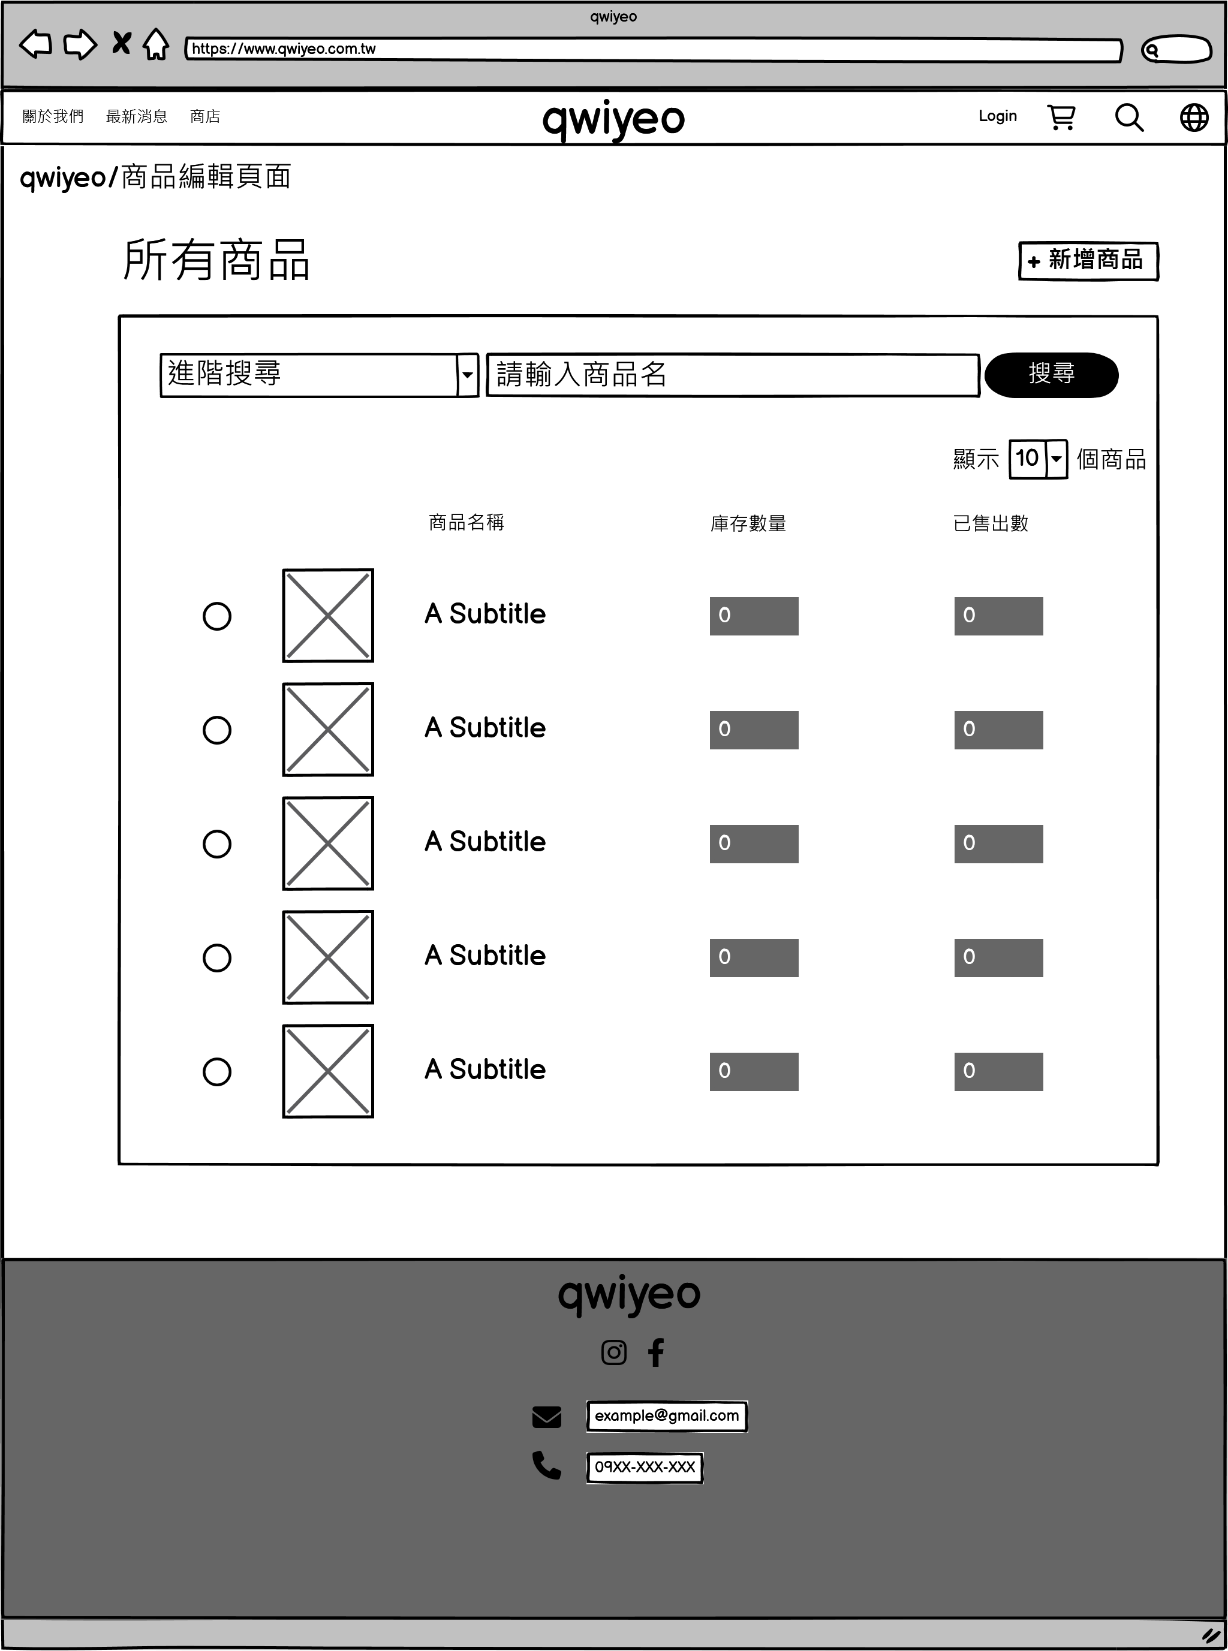 qwiyeo
https://www.qwiyeo.com.tw
關於我們 最新消息 商店 qwiyeo Login
qwiyeo/商品編輯頁面
所有商品 + 新增商品
進階搜尋 請輸入商品名 搜尋
顯示 10 個商品
商品名稱 庫存數量 已售出數
A Subtitle 0 0
A Subtitle 0 0
A Subtitle 0 0
A Subtitle 0 0
A Subtitle 0 0
qwiyeo
example@gmail.com
09XX-XXX-XXX